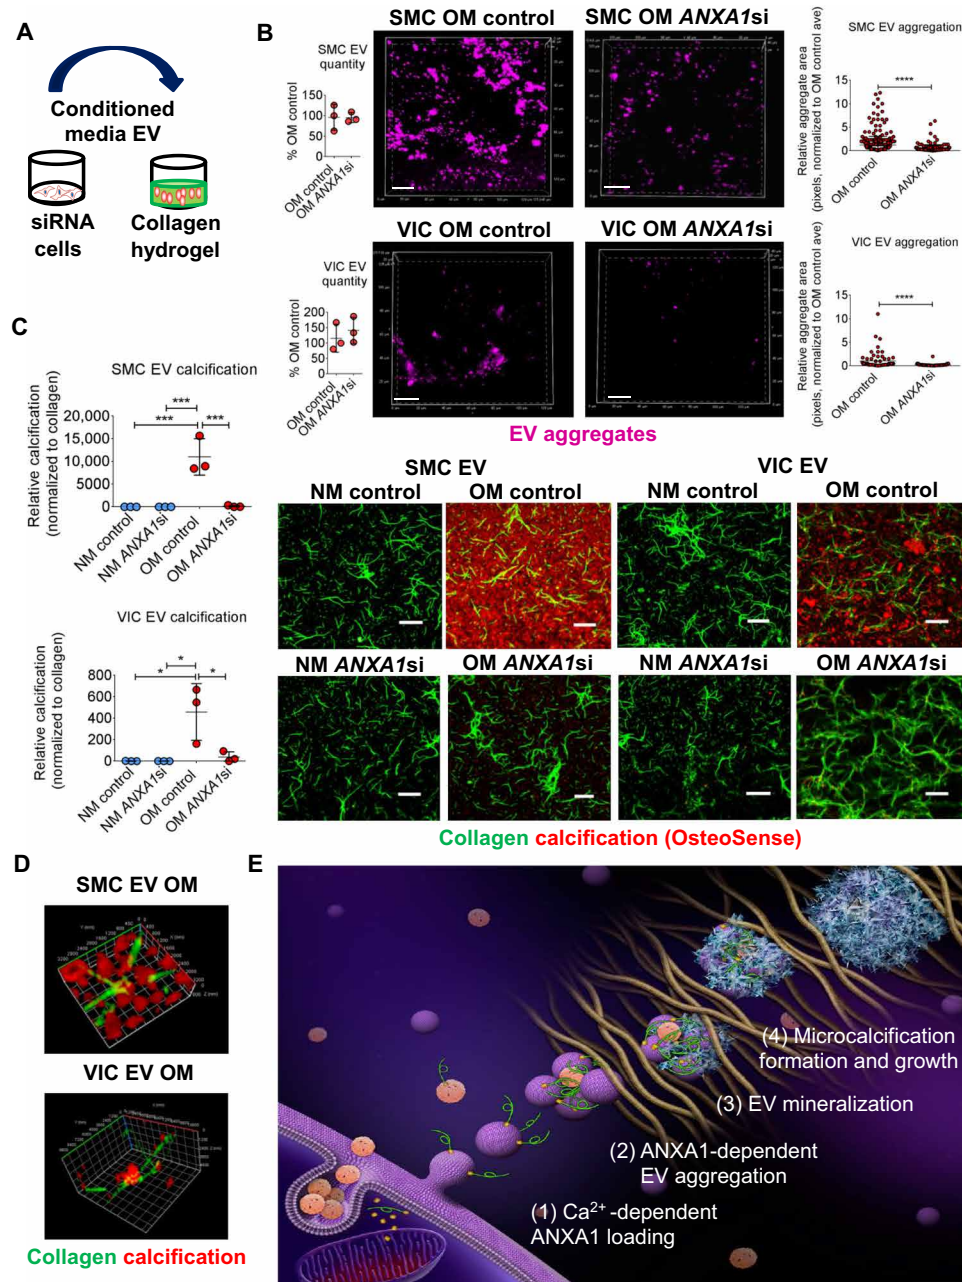 A
Conditioned
media EV
siRNA
cells
Collagen
hydrogel
B
SMC EV
quantity
% OM control
150
100
50
0
OM control
OM ANXA1si
SMC OM control
SMC OM ANXA1si
SMC EV aggregation
Relative aggregate area
(pixels, normalized to OM control ave)
****
15
10
5
0
OM control
OM ANXA1si
VIC EV
quantity
% OM control
200
150
100
50
0
OM control
OM ANXA1si
VIC OM control
VIC OM ANXA1si
VIC EV aggregation
Relative aggregate area
(pixels, normalized to OM control ave)
****
20
15
10
5
0
OM control
OM ANXA1si
EV aggregates
C
SMC EV calcification
Relative calcification
(normalized to collagen)
***
***
***
20,000
15,000
10,000
5000
0
NM control
NM ANXA1si
OM control
OM ANXA1si
VIC EV calcification
Relative calcification
(normalized to collagen)
*
*
*
800
600
400
200
0
NM control
NM ANXA1si
OM control
OM ANXA1si
SMC EV
VIC EV
NM control
OM control
NM control
OM control
NM ANXA1si
OM ANXA1si
NM ANXA1si
OM ANXA1si
Collagen calcification (OsteoSense)
D
SMC EV OM
VIC EV OM
Collagen calcification
E
(4) Microcalcification
formation and growth
(3) EV mineralization
(2) ANXA1-dependent
EV aggregation
(1) Ca²⁺ -dependent
ANXA1 loading